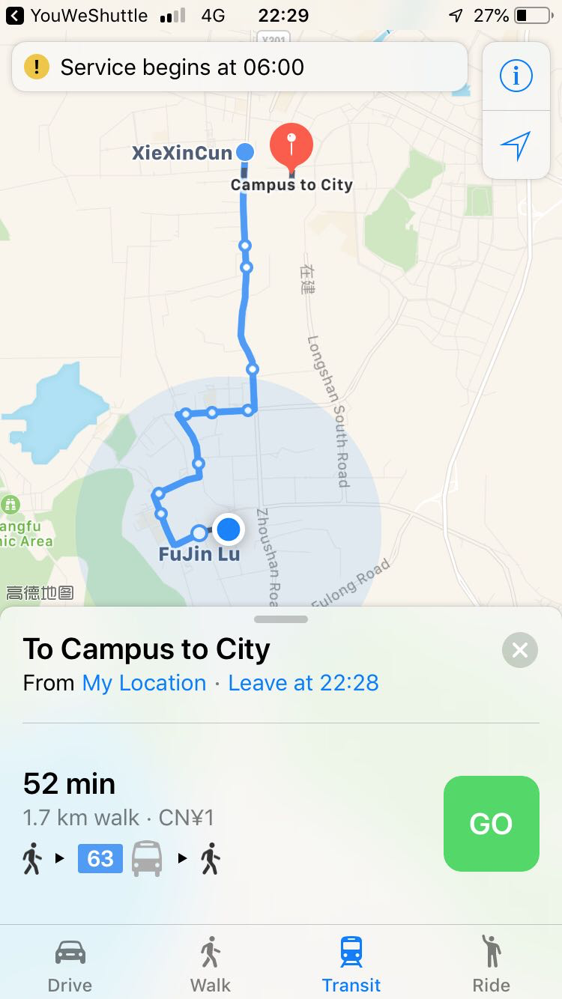 YouWeShuttle 4G 22:29 27%
X201
Service begins at 06:00
XieXinCun
Campus to City
在建
Longshan South Road
Zhoushan Roa
Fulong Road
FuJin Lu
angfu
nic Area
高德地图
To Campus to City
From My Location · Leave at 22:28
52 min
1.7 km walk · CN¥1
63
GO
Drive Walk Transit Ride